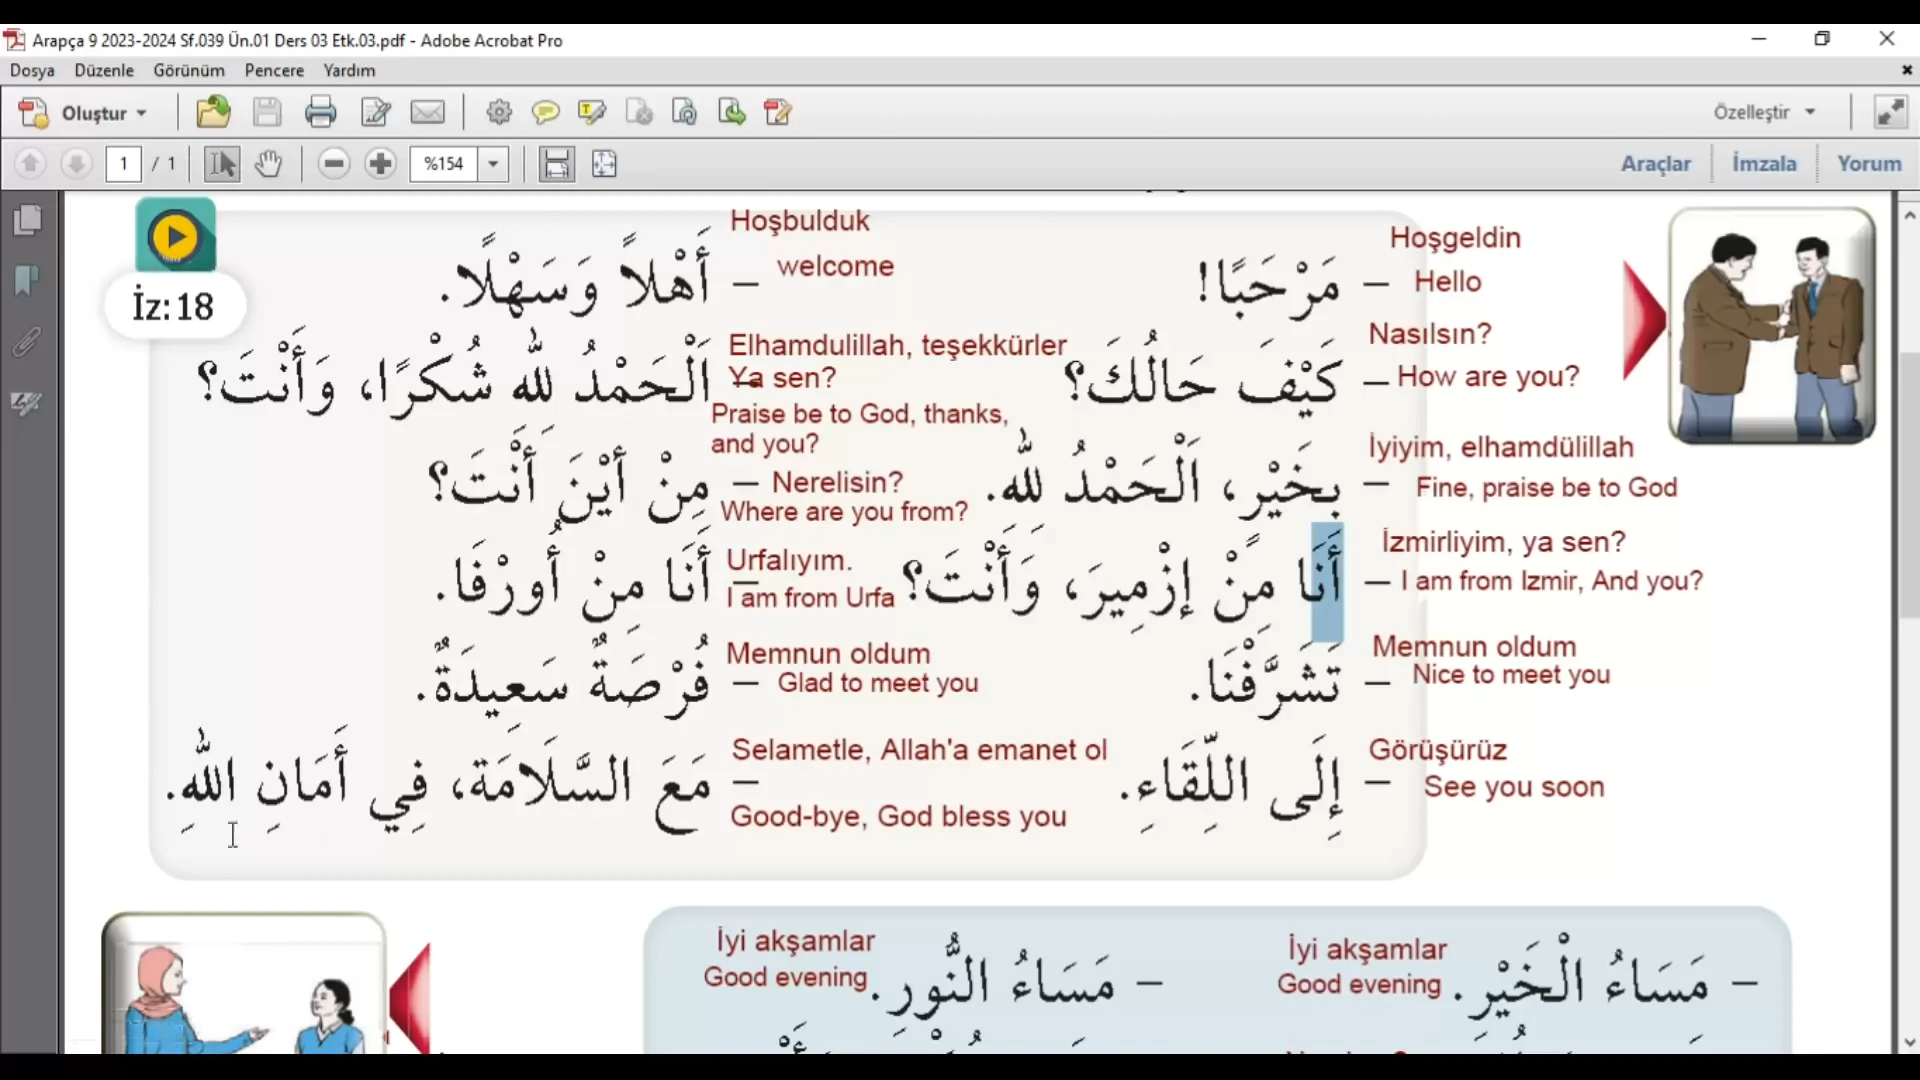 Arapça 9 2023-2024 Sf.039 Ün.01 Ders 03 Etk.03.pdf - Adobe Acrobat Pro
Dosya Düzenle Görünüm Pencere Yardım
Oluştur
Özelleştir
1 / 1
%154
Araçlar
İmzala
Yorum
İz:18
Hoşgeldin
– مَرْحَبًا!
Hello
Hoşbulduk
welcome
– أَهْلاً وَسَهْلًا.
Nasılsın?
– كَيْفَ حَالُكَ؟
How are you?
Elhamdulillah, teşekkürler
Ya sen?
– اَلْحَمْدُ لله شُكْرًا، وَأَنْتَ؟
Praise be to God, thanks,
and you?
İyiyim, elhamdülillah
– بِخَيْرٍ، اَلْحَمْدُ لله.
Fine, praise be to God
– مِنْ أَيْنَ أَنْتَ؟
Nerelisin?
Where are you from?
İzmirliyim, ya sen?
– أَنَا مِنْ إِزْمِيرَ، وَأَنْتَ؟
I am from Izmir, And you?
Urfalıyım.
– أَنَا مِنْ أُورْفَا.
I am from Urfa
Memnun oldum
– تَشَرَّفْنَا.
Nice to meet you
Memnun oldum
– فُرْصَةٌ سَعِيدَةٌ.
Glad to meet you
Görüşürüz
– إِلَى اللِّقَاءِ.
See you soon
Selametle, Allah'a emanet ol
– مَعَ السَّلَامَة، فِي أَمَانِ اللهِ.
Good-bye, God bless you
İyi akşamlar
– مَسَاءُ الْخَيْرِ.
Good evening
İyi akşamlar
– مَسَاءُ النُّورِ.
Good evening